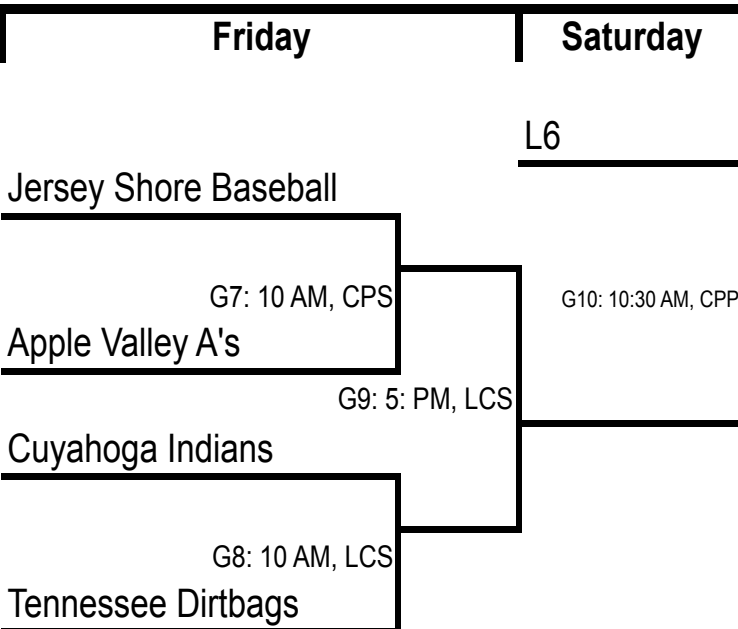 Friday
Saturday
L6
Jersey Shore Baseball
G7: 10 AM, CPS
G10: 10:30 AM, CPP
Apple Valley A's
G9: 5: PM, LCS
Cuyahoga Indians
G8: 10 AM, LCS
Tennessee Dirtbags